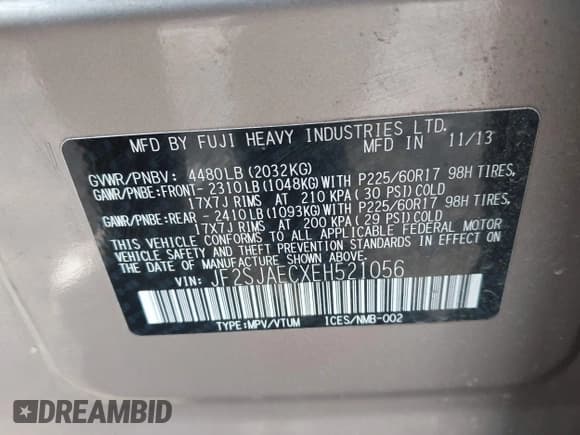 MFD BY FUJI HEAVY INDUSTRIES LTD.
MFD IN 11/13
GVWR/PNBV: 4480LB (2032KG)
GAWR/PNBE:FRONT- 2310LB (1048KG) WITH P225/60R17 98H TIRES,
17X7J RIMS AT 210 KPA (30 PSI) COLD
GAWR/PNBE:REAR - 2410LB (1093KG) WITH P225/60R17 98H TIRES,
17X7J RIMS AT 200 KPA (29 PSI) COLD
THIS VEHICLE CONFORMS TO ALL APPLICABLE FEDERAL MOTOR
VEHICLE SAFETY AND BUMPER STANDARDS IN EFFECT ON
THE DATE OF MANUFACTURE SHOWN ABOVE.
VIN: JF2SJAECXEH521056
TYPE:MPV/VTUM ICES/NMB-002
DREAMBID